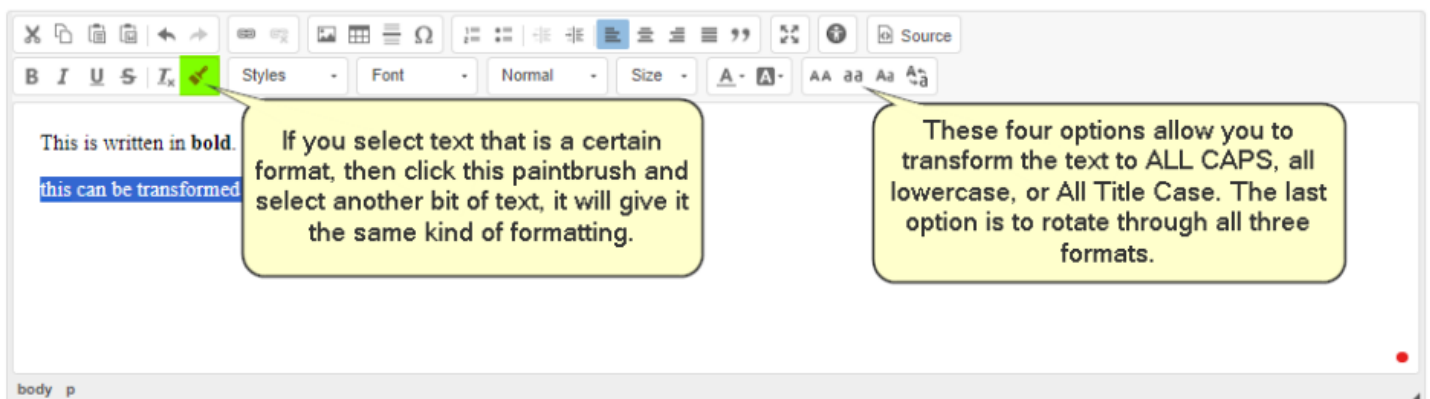 Source
B I U S Ix Styles Font Normal Size A A AA aa Aa Aa
This is written in bold.
this can be transformed
If you select text that is a certain
format, then click this paintbrush and
select another bit of text, it will give it
the same kind of formatting.
These four options allow you to
transform the text to ALL CAPS, all
lowercase, or All Title Case. The last
option is to rotate through all three
formats.
body p